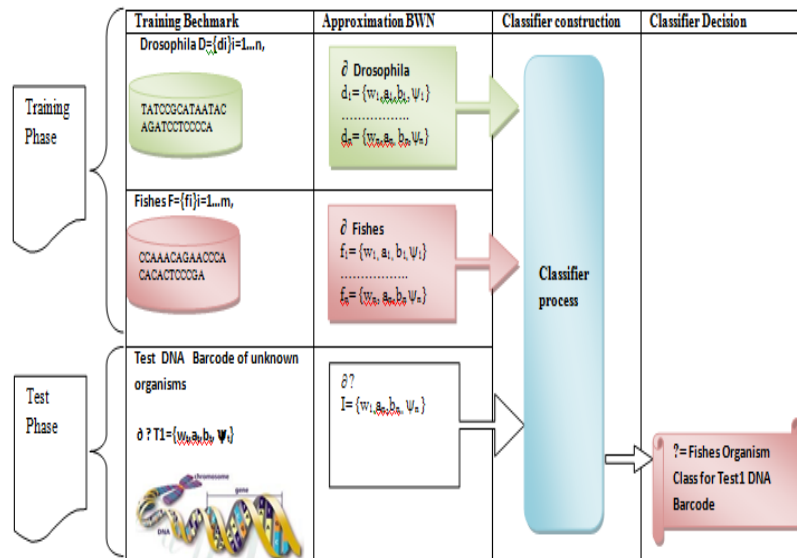 Training Bechmark
Approximation BWN
Classifier construction
Classifier Decision
Training
Phase
Drosophila D={di}i=1...n,
TATCCGCATAATAC
AGATCCTCCCCA
∂ Drosophila
d₁= {w₁,a₁,b₁,Ψ₁}
..................
dₙ= {wₙ,aₙ,bₙ,Ψₙ}
Fishes F={fi}i=1...m,
CCAAACAGAACCCA
CACACTCCCGA
∂ Fishes
f₁= {w₁,a₁,b₁,Ψ₁}
..................
fₙ= {wₙ,aₙ,bₙ,Ψₙ}
Classifier
process
Test
Phase
Test DNA Barcode of unknown
organisms
∂ ? T1={wₜ,aₜ,bₜ,Ψₜ}
chromosome
gene
DNA
∂?
I= {w₁,aₙ,bₙ,Ψₙ}
?= Fishes Organism
Class for Test1 DNA
Barcode